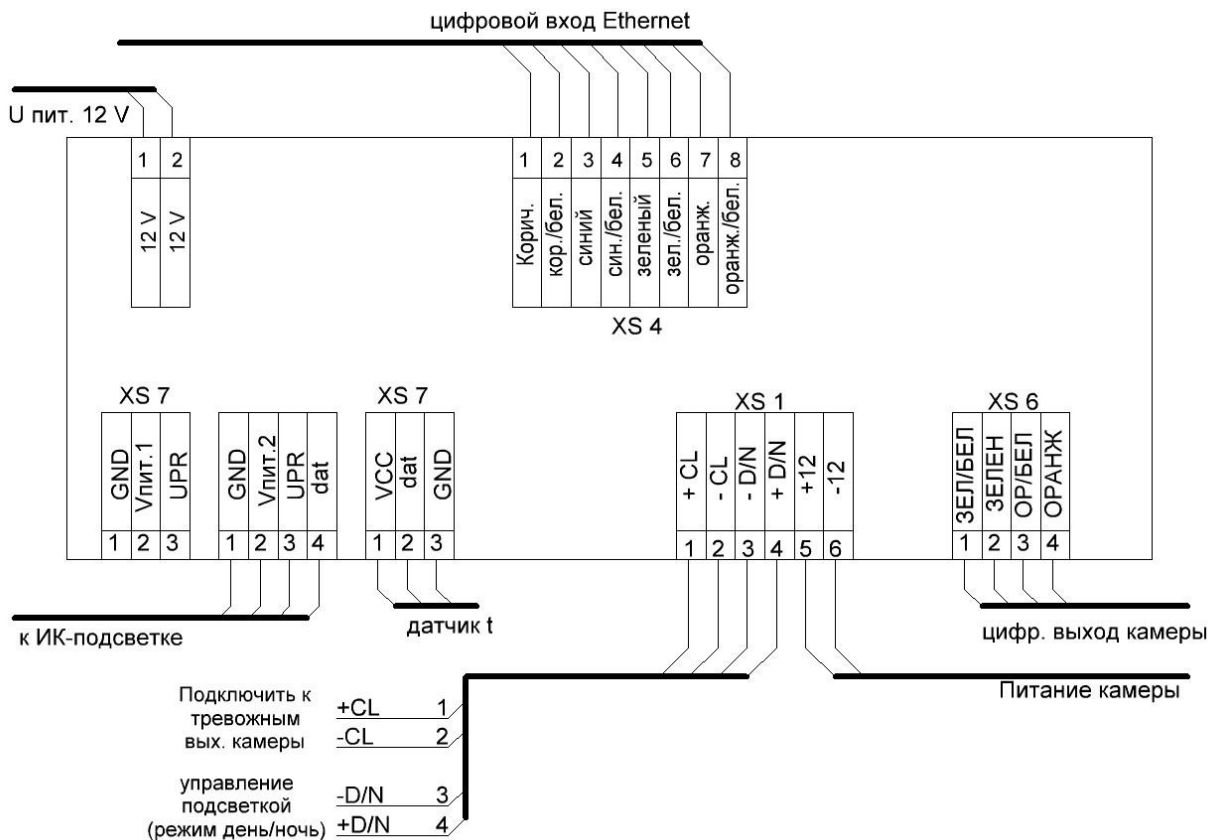 цифровой вход Ethernet
U пит. 12 V
1 2
12 V
12 V
1 2 3 4 5 6 7 8
Корич.
кор./бел.
синий
син./бел.
зеленый
зел./бел.
оранж.
оранж./бел.
XS 4
XS 7
GND
Vпит.1
UPR
1 2 3
GND
Vпит.2
UPR
dat
1 2 3 4
XS 7
VCC
dat
GND
1 2 3
XS 1
+ CL
- CL
- D/N
+ D/N
+12
-12
1 2 3 4 5 6
XS 6
ЗЕЛ/БЕЛ
ЗЕЛЕН
ОР/БЕЛ
ОРАНЖ
1 2 3 4
к ИК-подсветке
датчик t
цифр. выход камеры
Питание камеры
Подключить к
тревожным
вых. камеры
+CL 1
-CL 2
управление
подсветкой
(режим день/ночь)
-D/N 3
+D/N 4